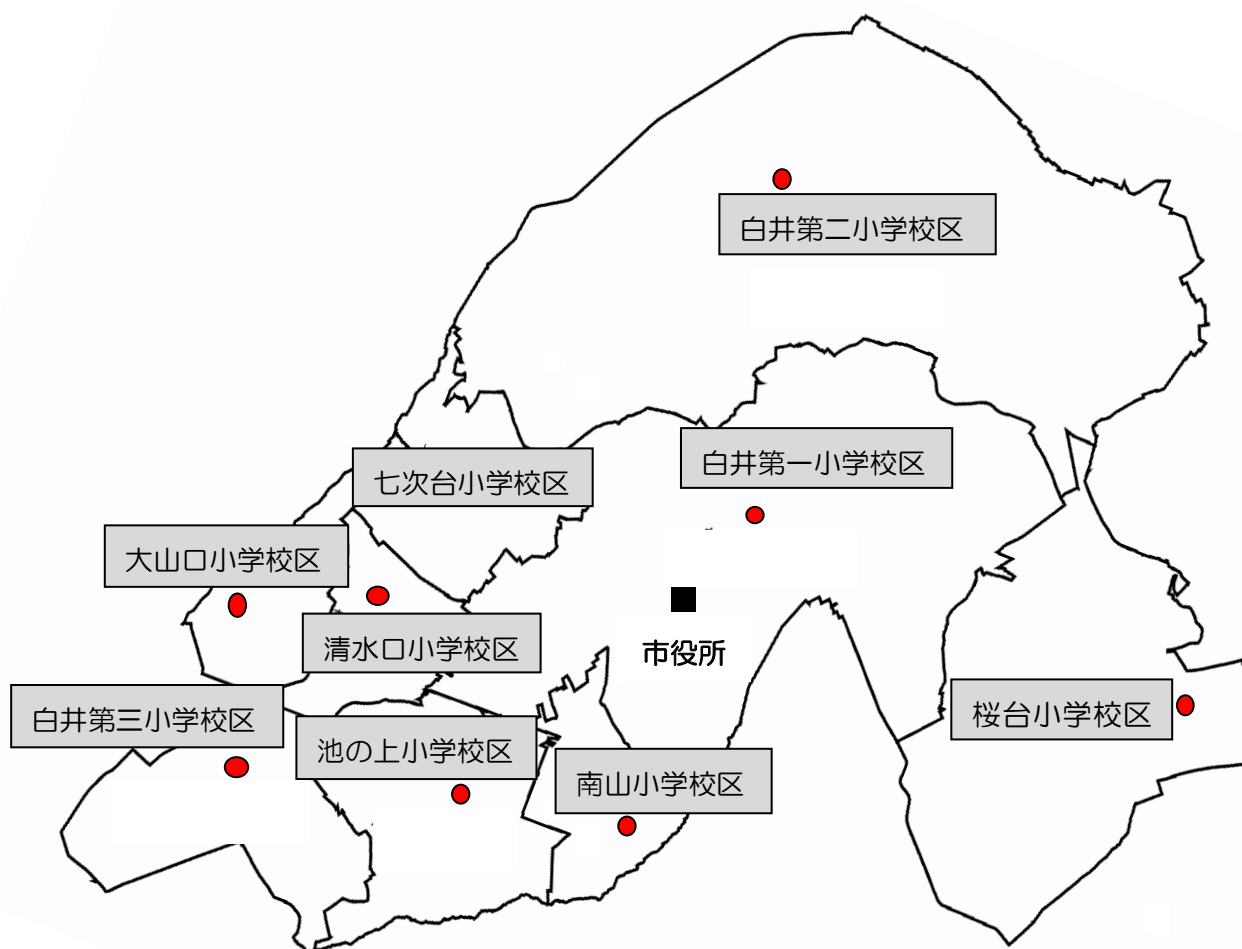 白井第二小学校区
白井第一小学校区
七次台小学校区
大山口小学校区
清水口小学校区
市役所
白井第三小学校区
池の上小学校区
南山小学校区
桜台小学校区